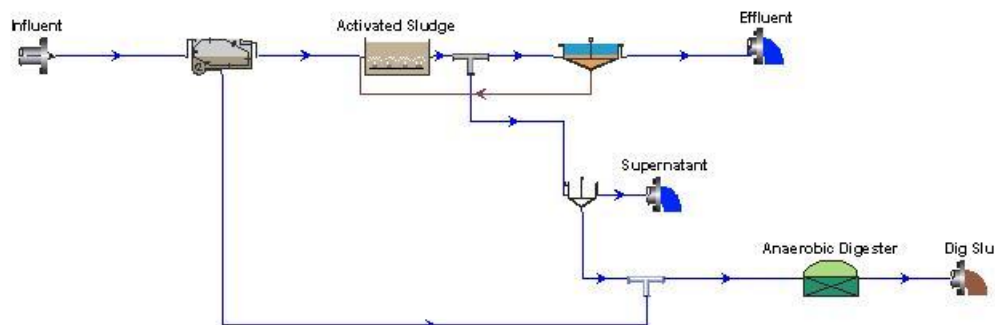 Influent
Activated Sludge
Effluent
Supernatant
Anaerobic Digester
Dig Slu